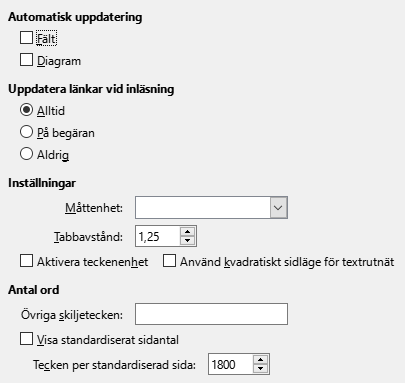 Automatisk uppdatering
Fält
Diagram
Uppdatera länkar vid inläsning
Alltid
På begäran
Aldrig
Inställningar
Måttenhet:
Tabbavstånd: 1,25
Aktivera teckenenhet Använd kvadratiskt sidläge för textrutnät
Antal ord
Övriga skiljetecken:
Visa standardiserat sidantal
Tecken per standardiserad sida: 1800